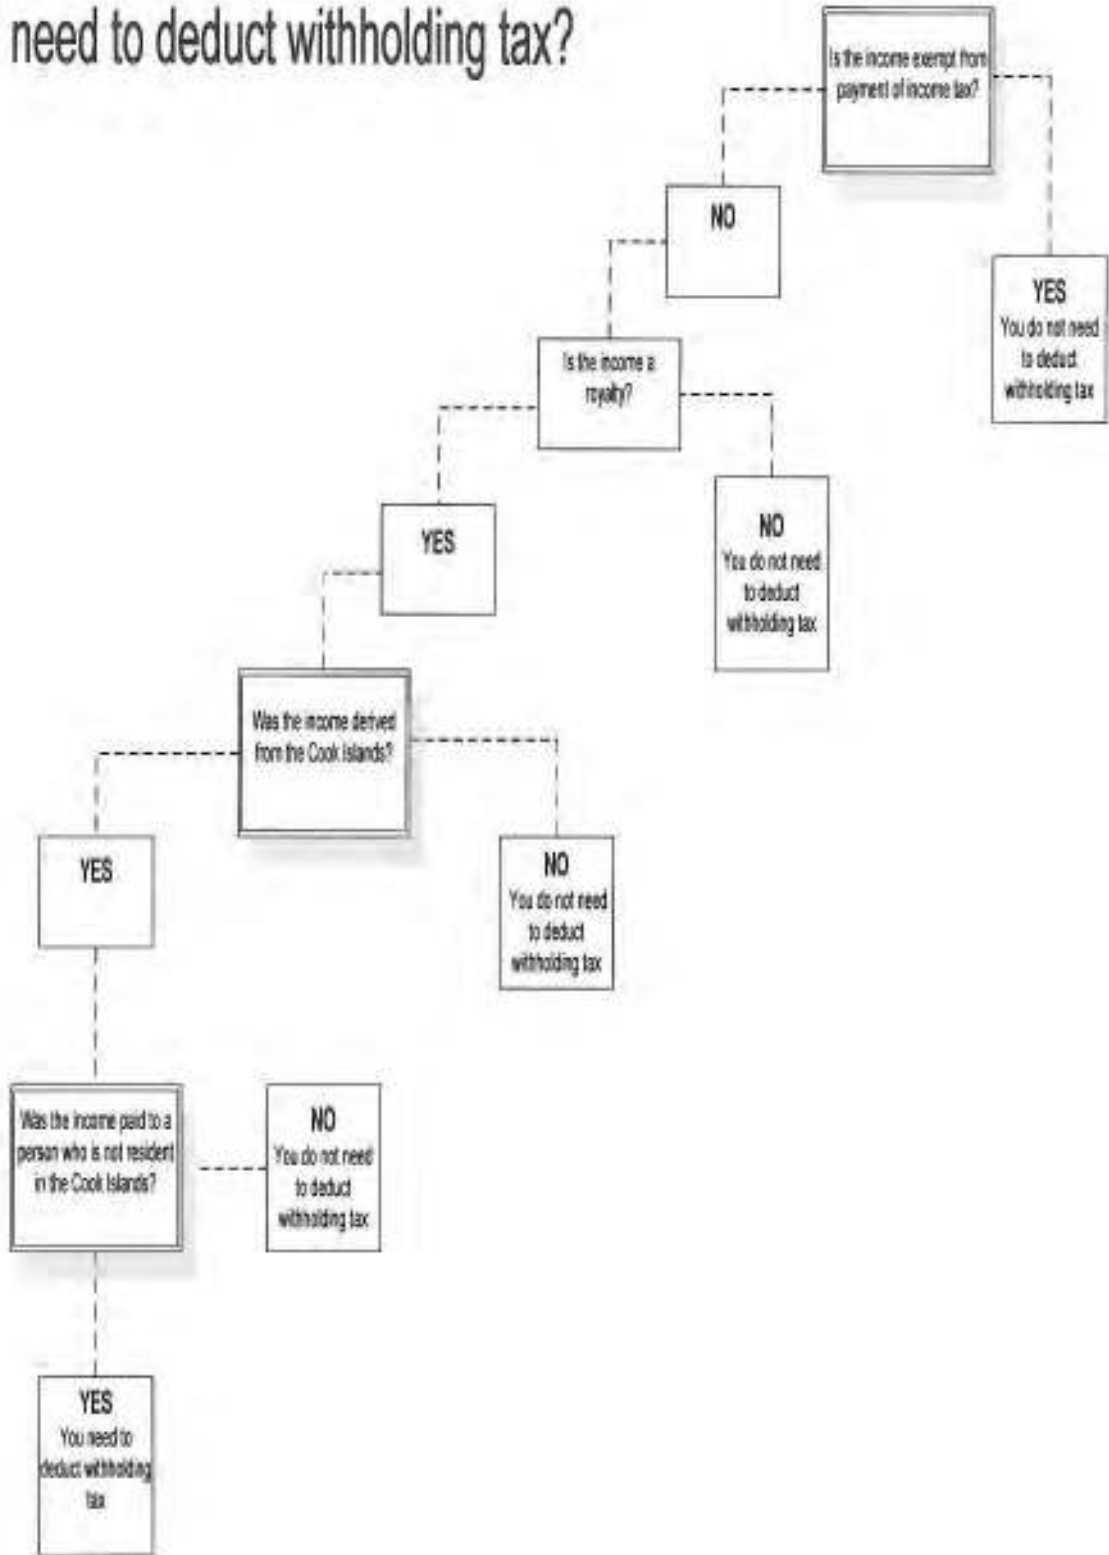 need to deduct withholding tax?
Is the income exempt from
payment of income tax?
NO
YES
You do not need
to deduct
withholding tax
Is the income a
royalty?
YES
NO
You do not need
to deduct
withholding tax
Was the income derived
from the Cook Islands?
YES
NO
You do not need
to deduct
withholding tax
Was the income paid to a
person who is not resident
in the Cook Islands?
NO
You do not need
to deduct
withholding tax
YES
You need to
deduct withholding
tax